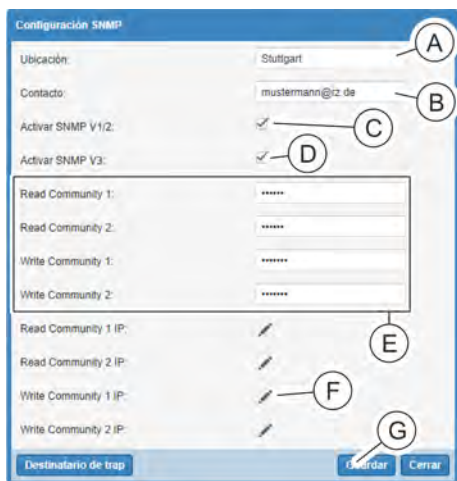 Configuración SNMP
A
Ubicación: Stuttgart
Contacto: mustermann@rz.de
B
Activar SNMP V1/2:
C
Activar SNMP V3:
D
Read Community 1: ••••••
Read Community 2: ••••••
Write Community 1: •••••••
Write Community 2: •••••••
E
Read Community 1 IP:
Read Community 2 IP:
Write Community 1 IP:
F
Write Community 2 IP:
G
Destinatario de trap Guardar Cerrar